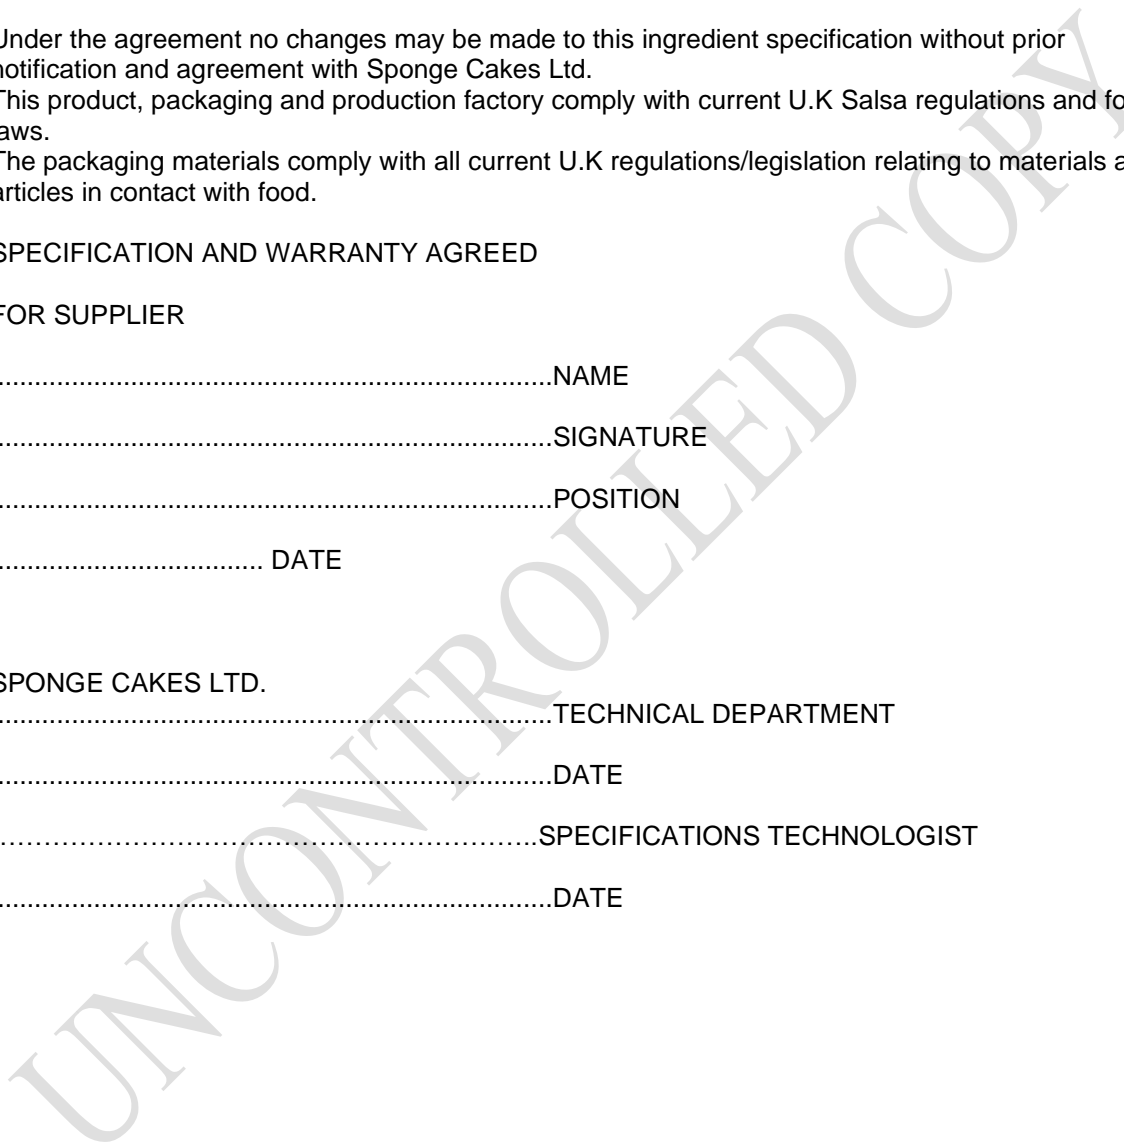 Under the agreement no changes may be made to this ingredient specification without prior
notification and agreement with Sponge Cakes Ltd.
This product, packaging and production factory comply with current U.K Salsa regulations and fo
laws.
The packaging materials comply with all current U.K regulations/legislation relating to materials a
articles in contact with food.
SPECIFICATION AND WARRANTY AGREED
FOR SUPPLIER
............................................................................NAME
............................................................................SIGNATURE
............................................................................POSITION
.................................... DATE
SPONGE CAKES LTD.
............................................................................TECHNICAL DEPARTMENT
............................................................................DATE
…………………………………………………..SPECIFICATIONS TECHNOLOGIST
............................................................................DATE
UNCONTROLLED COPY